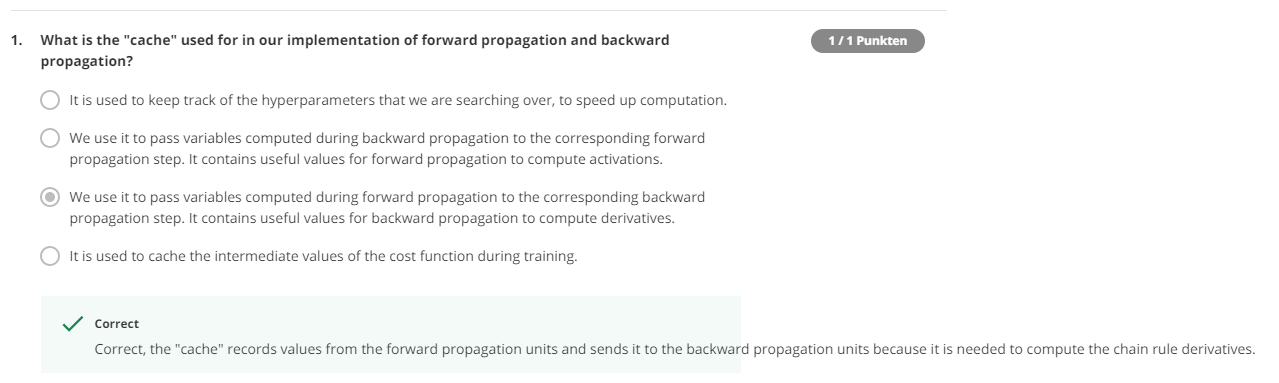 1. What is the "cache" used for in our implementation of forward propagation and backward
propagation?
1 / 1 Punkten
It is used to keep track of the hyperparameters that we are searching over, to speed up computation.
We use it to pass variables computed during backward propagation to the corresponding forward
propagation step. It contains useful values for forward propagation to compute activations.
We use it to pass variables computed during forward propagation to the corresponding backward
propagation step. It contains useful values for backward propagation to compute derivatives.
It is used to cache the intermediate values of the cost function during training.
Correct
Correct, the "cache" records values from the forward propagation units and sends it to the backward propagation units because it is needed to compute the chain rule derivatives.